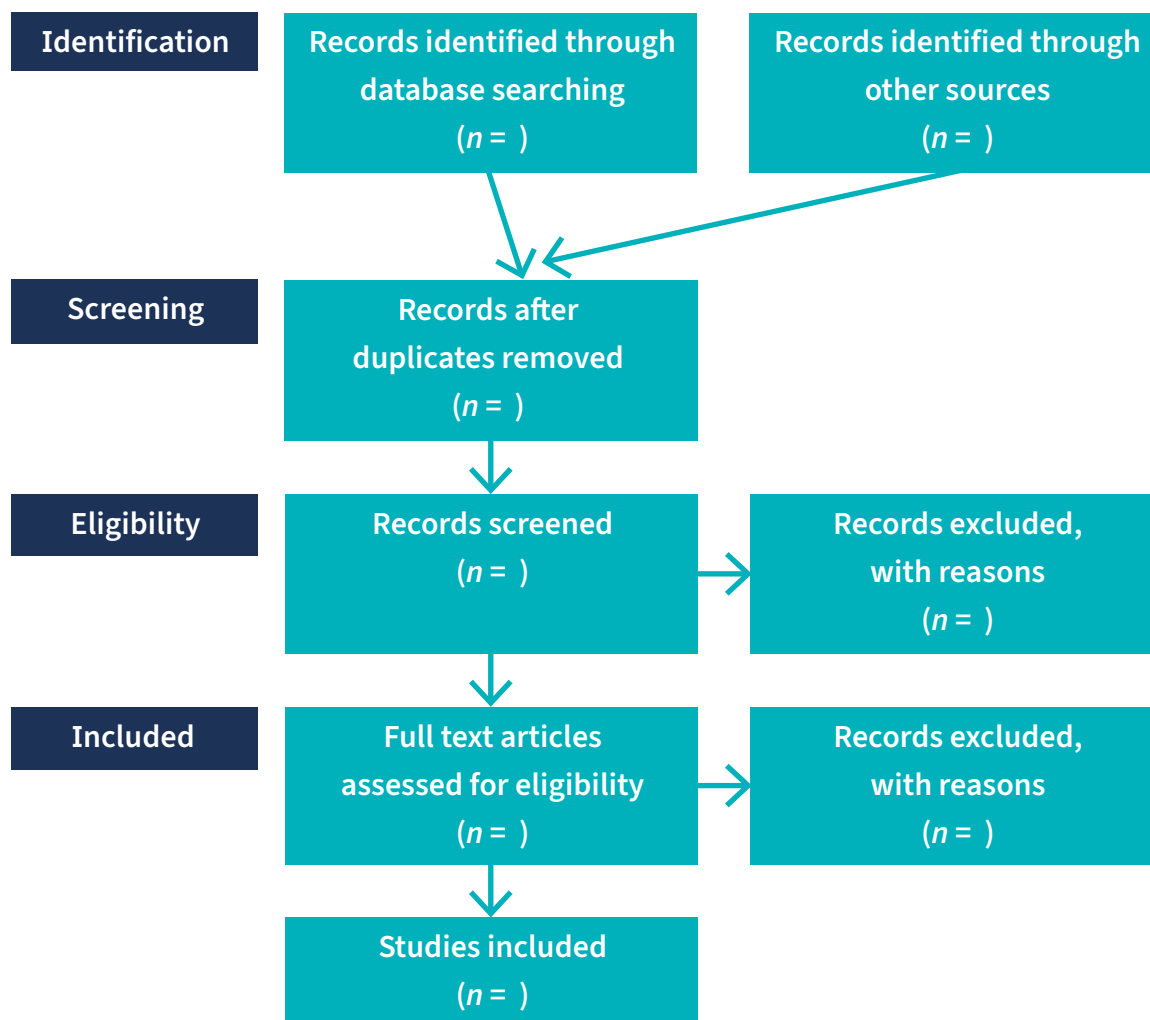 Identification
Records identified through
database searching
(n = )
Records identified through
other sources
(n = )
Screening
Records after
duplicates removed
(n = )
Eligibility
Records screened
(n = )
Records excluded,
with reasons
(n = )
Included
Full text articles
assessed for eligibility
(n = )
Records excluded,
with reasons
(n = )
Studies included
(n = )